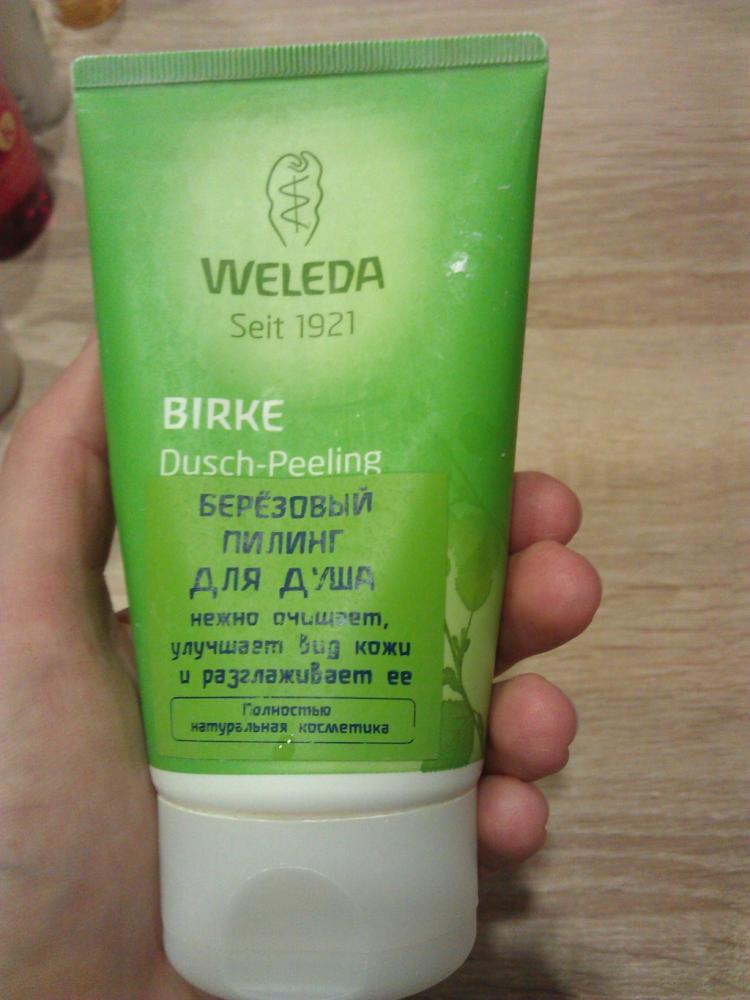 WELEDA
Seit 1921
BIRKE
Dusch-Peeling
БЕРЁЗОВЫЙ
ПИЛИНГ
ДЛЯ ДУША
нежно очищает,
улучшает вид кожи
и разглаживает ее
Полностью
натуральная косметика